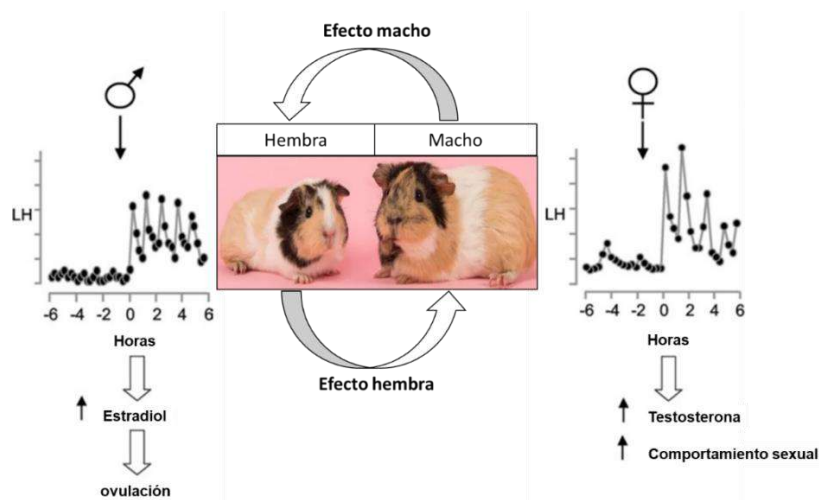 Efecto macho
Hembra
Macho
LH
-6 -4 -2 0 2 4 6
Horas
Estradiol
ovulación
LH
-6 -4 -2 0 2 4 6
Horas
Testosterona
Comportamiento sexual
Efecto hembra